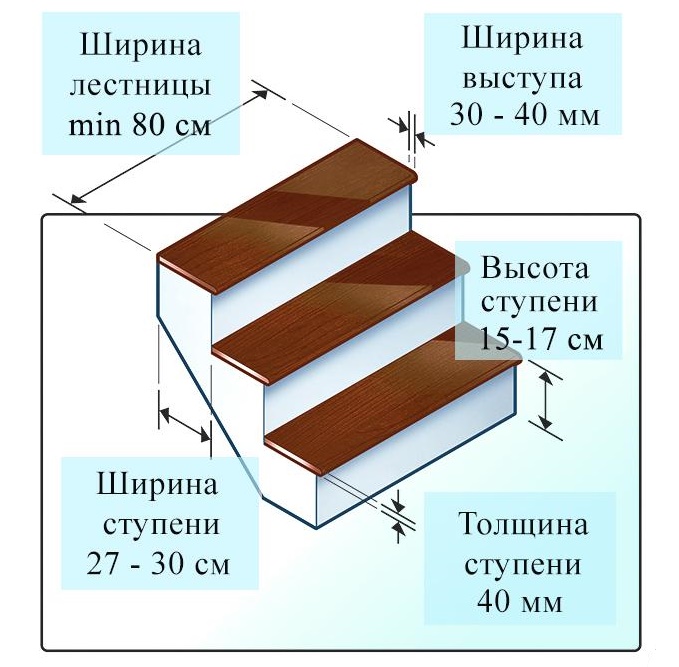 Ширина
лестницы
min 80 см
Ширина
выступа
30 - 40 мм
Высота
ступени
15-17 см
Ширина
ступени
27 - 30 см
Толщина
ступени
40 мм